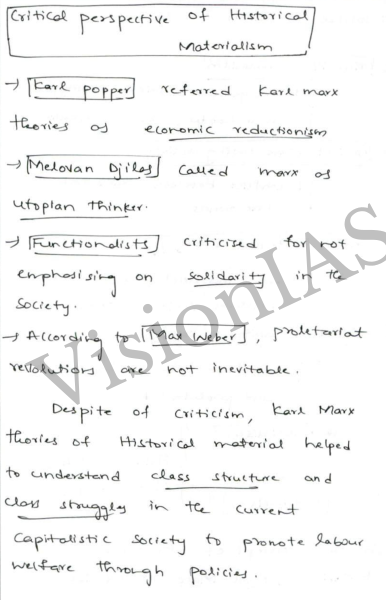 Critical perspective of Historical
Materialism
→ Karl popper referred Karl marx
theories as economic reductionism
→ Melovan Djilas called marx as
utopian thinker.
→ Functionalists criticised for not
emphasising on solidarity in the
society.
→ According to Max Weber, proletariat
revolutions are not inevitable.
Despite of criticism, Karl Marx
theories of Historical material helped
to understand class structure and
class struggles in the current
Capitalistic society to promote labour
welfare through policies.
VisionIAS